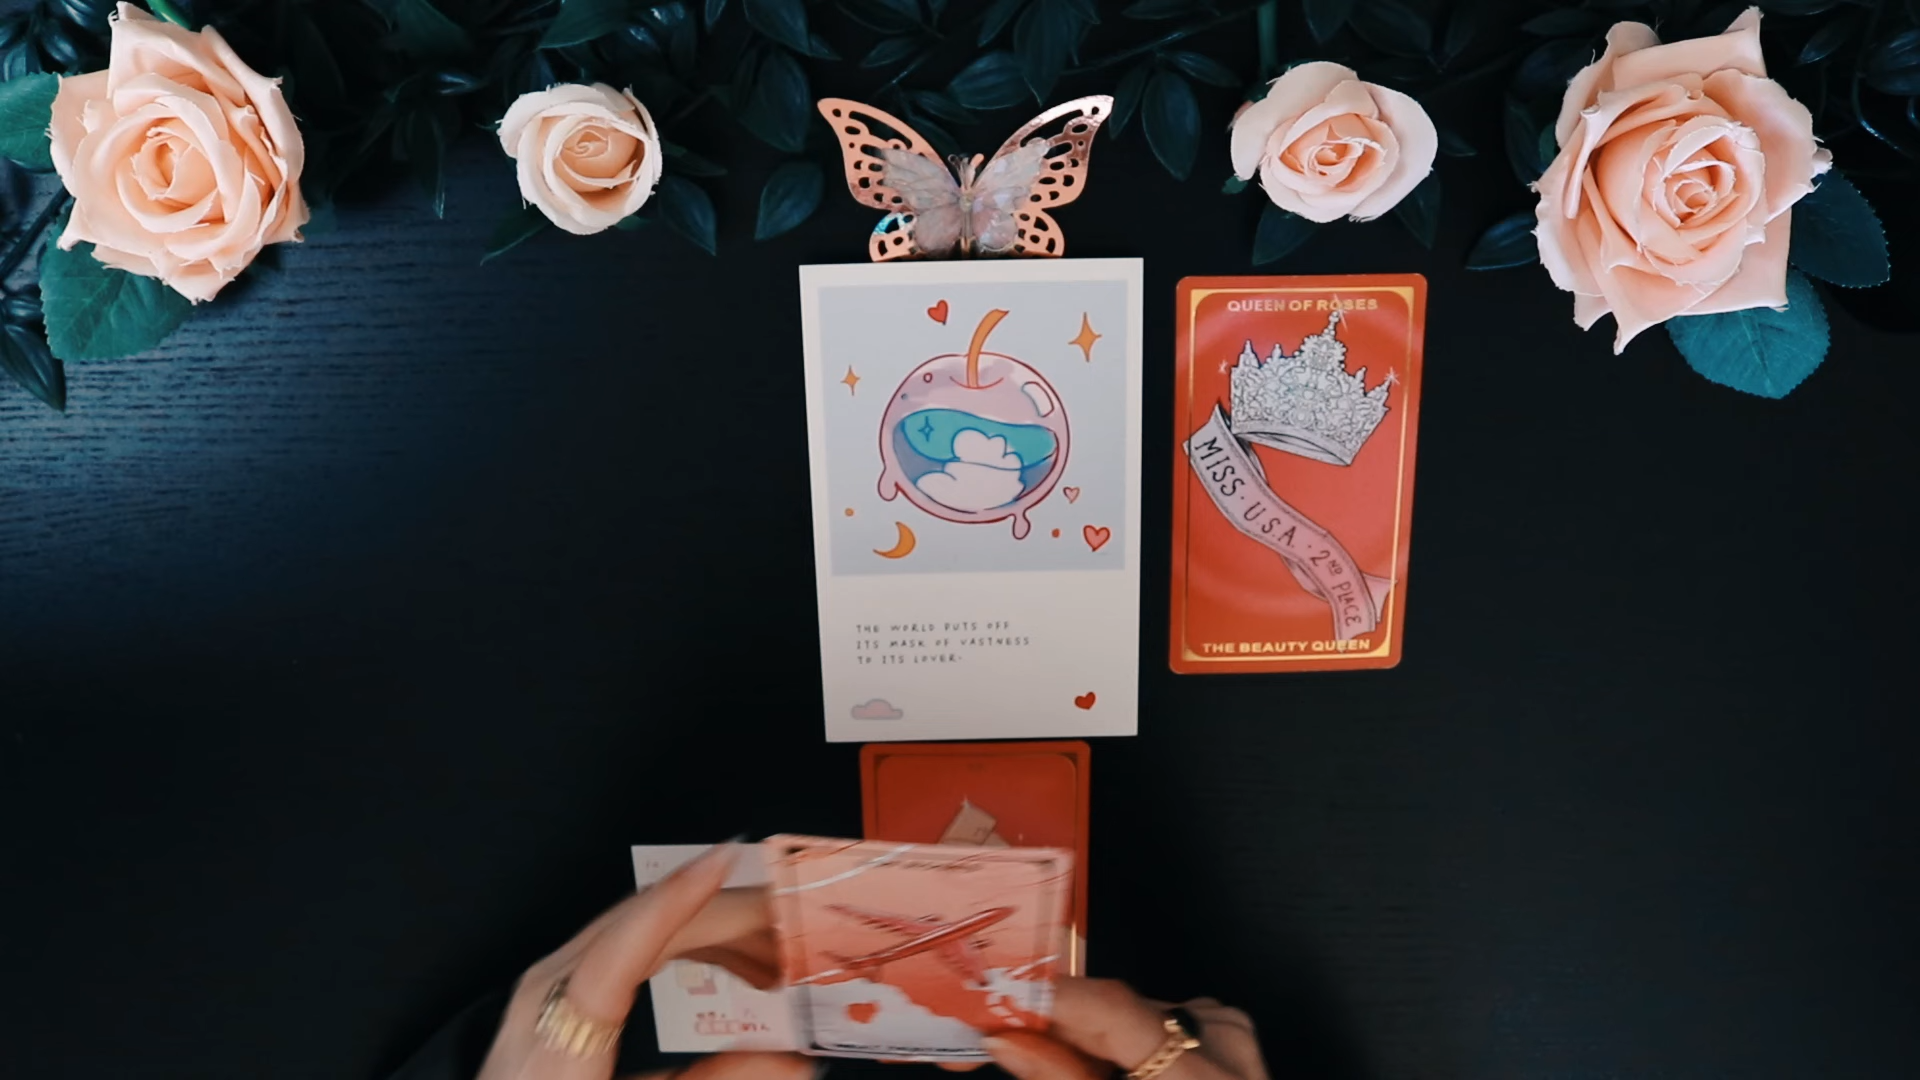 THE WORLD PUTS OFF
ITS MASK OF VASTNESS
TO ITS LOVER.
QUEEN OF ROSES
MISS·U.S.A.·2ND PLACE
THE BEAUTY QUEEN